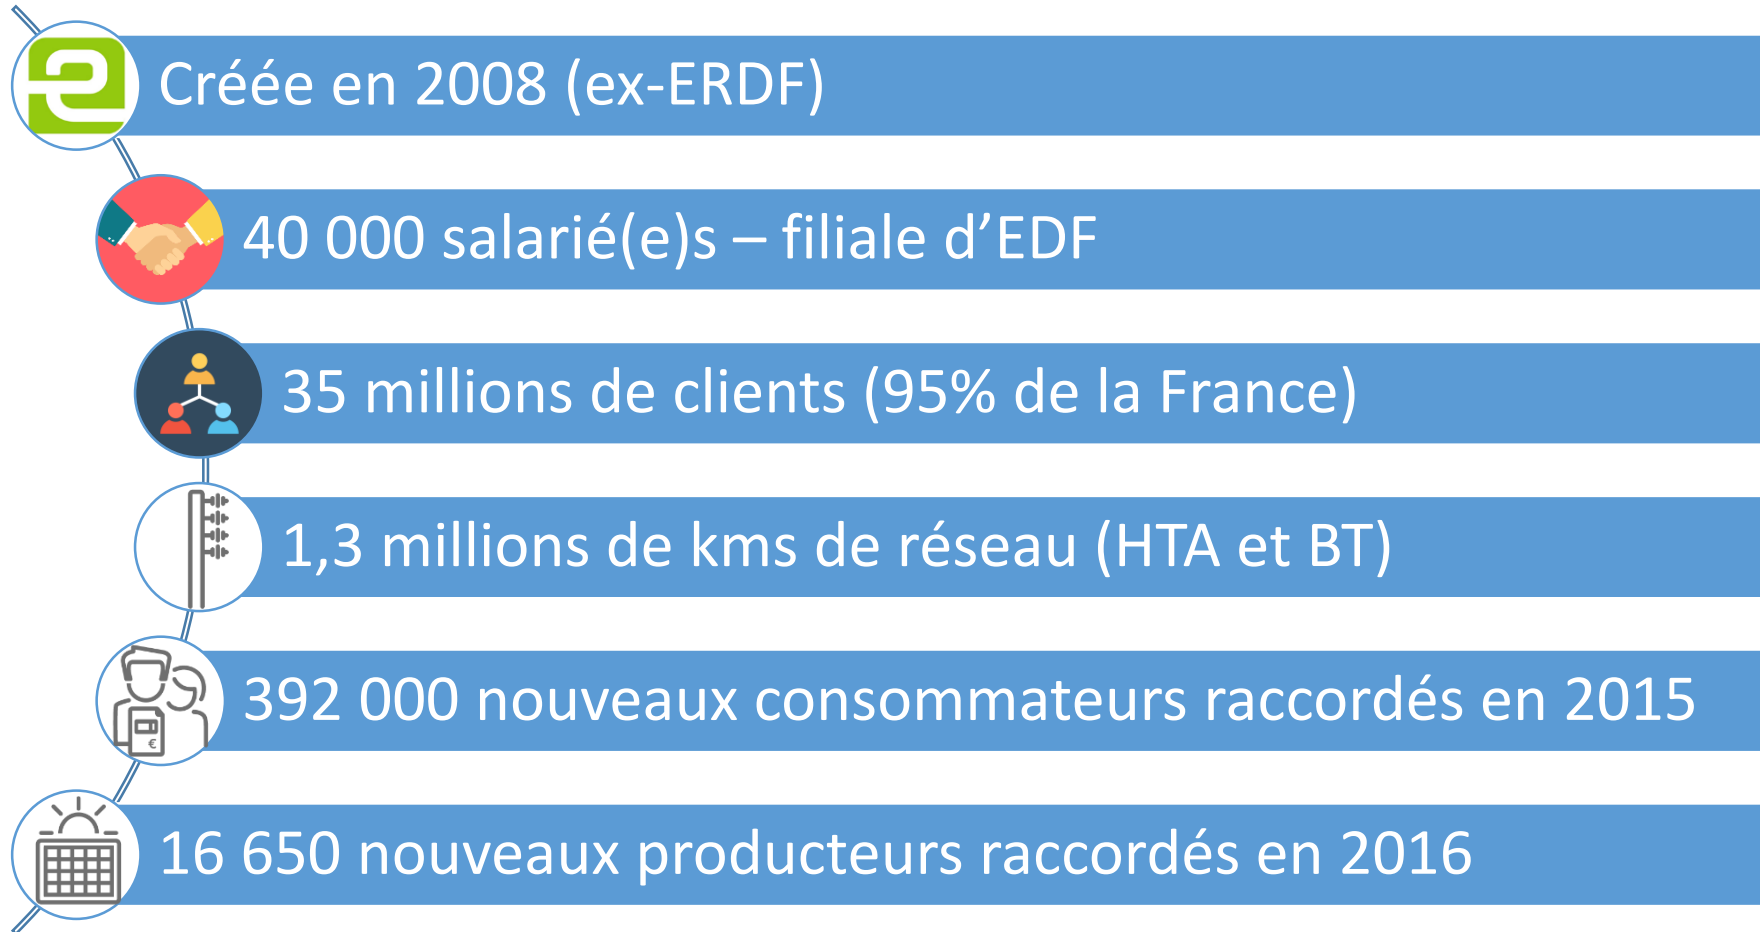 Créée en 2008 (ex-ERDF)
40 000 salarié(e)s – filiale d’EDF
35 millions de clients (95% de la France)
1,3 millions de kms de réseau (HTA et BT)
392 000 nouveaux consommateurs raccordés en 2015
€
16 650 nouveaux producteurs raccordés en 2016